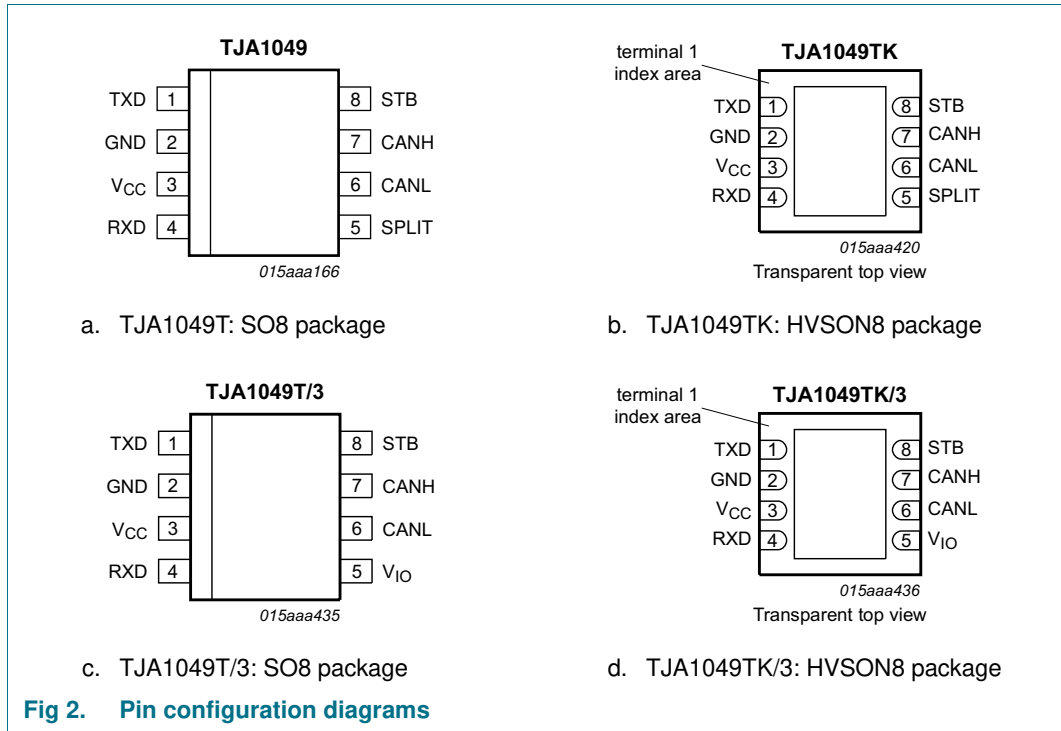 TJA1049
TXD 1
GND 2
VCC 3
RXD 4
8 STB
7 CANH
6 CANL
5 SPLIT
015aaa166
a. TJA1049T: SO8 package
terminal 1
index area
TJA1049TK
TXD 1
GND 2
VCC 3
RXD 4
8 STB
7 CANH
6 CANL
5 SPLIT
015aaa420
Transparent top view
b. TJA1049TK: HVSON8 package
TJA1049T/3
TXD 1
GND 2
VCC 3
RXD 4
8 STB
7 CANH
6 CANL
5 VIO
015aaa435
c. TJA1049T/3: SO8 package
terminal 1
index area
TJA1049TK/3
TXD 1
GND 2
VCC 3
RXD 4
8 STB
7 CANH
6 CANL
5 VIO
015aaa436
Transparent top view
d. TJA1049TK/3: HVSON8 package
Fig 2. Pin configuration diagrams